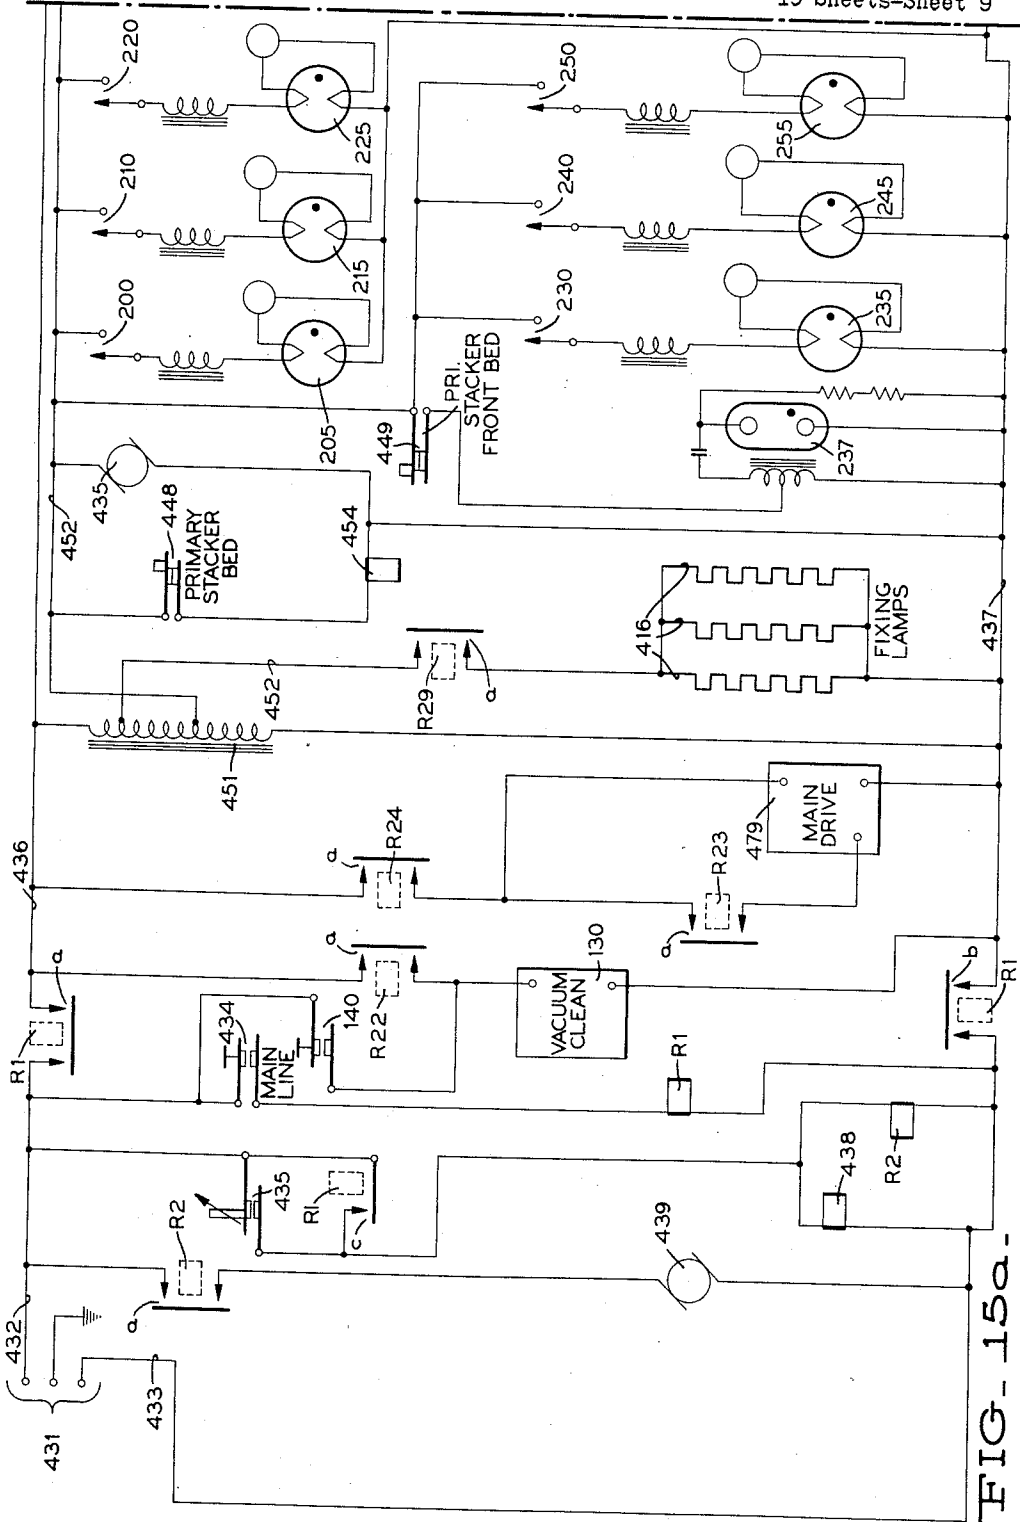 19 Sheets-Sheet 9
220
210
200
225
215
205
250
240
230
255
245
235
237
449
PRI.
STACKER
FRONT BED
435
452
448
PRIMARY
STACKER
BED
454
452
R29
a
416
FIXING
LAMPS
437
451
436
a
R24
479
MAIN
DRIVE
R23
a
a
R22
130
VACUUM
CLEAN
R1
a
434
MAIN
LINE
140
R1
b
R1
435
R1
c
438
R2
R2
a
439
432
431
433
FIG_15a.